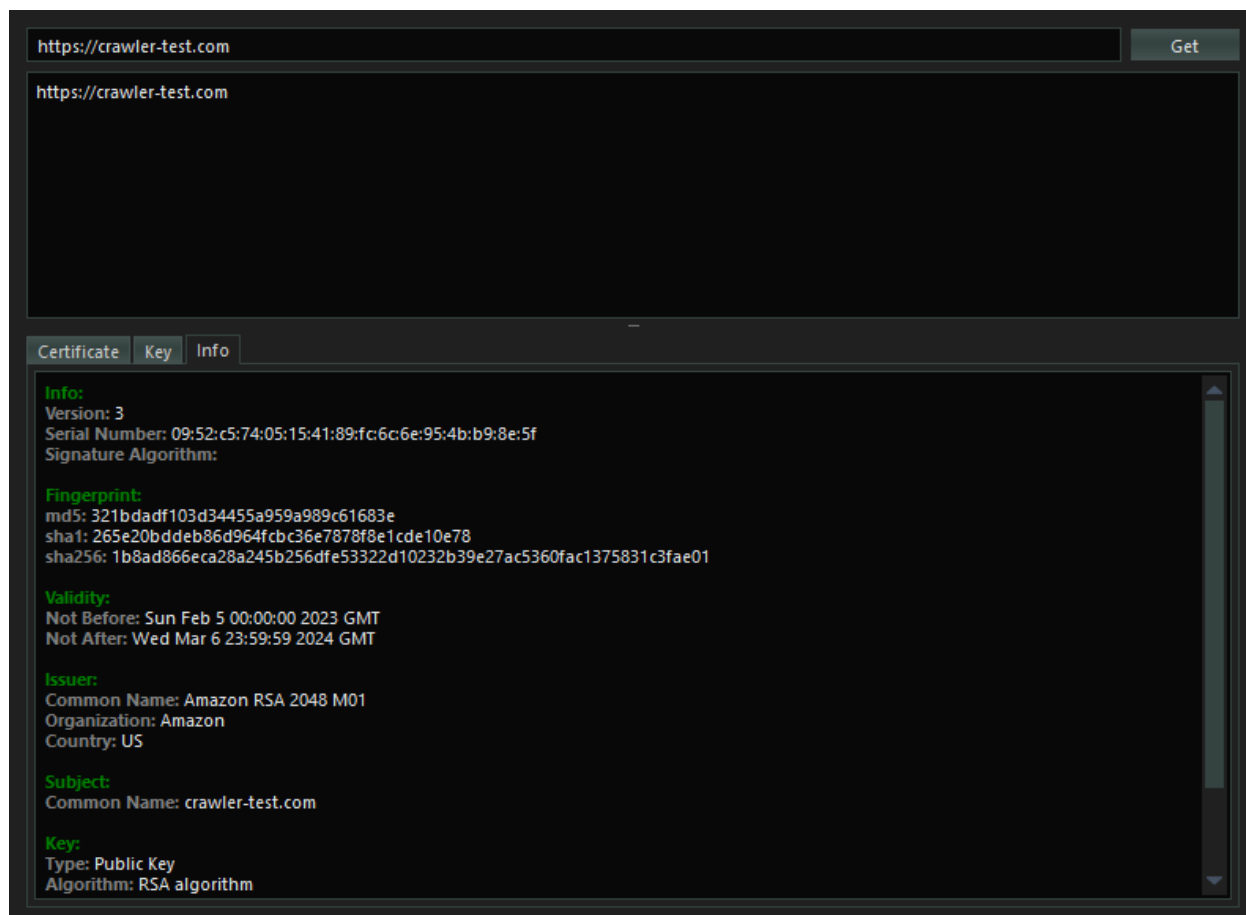 https://crawler-test.com
Get
https://crawler-test.com
Certificate Key Info
Info:
Version: 3
Serial Number: 09:52:c5:74:05:15:41:89:fc:6c:6e:95:4b:b9:8e:5f
Signature Algorithm:
Fingerprint:
md5: 321bdadf103d34455a959a989c61683e
sha1: 265e20bddeb86d964fcbc36e7878f8e1cde10e78
sha256: 1b8ad866eca28a245b256dfe53322d10232b39e27ac5360fac1375831c3fae01
Validity:
Not Before: Sun Feb 5 00:00:00 2023 GMT
Not After: Wed Mar 6 23:59:59 2024 GMT
Issuer:
Common Name: Amazon RSA 2048 M01
Organization: Amazon
Country: US
Subject:
Common Name: crawler-test.com
Key:
Type: Public Key
Algorithm: RSA algorithm